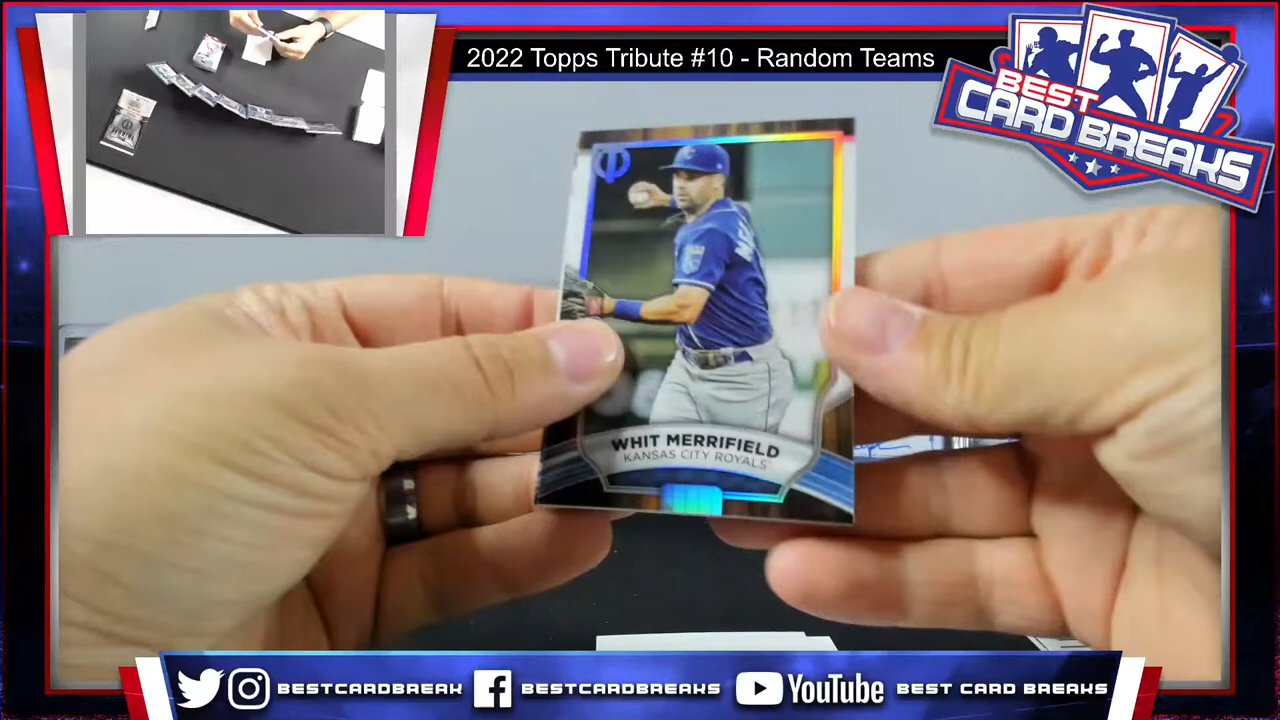 2022 Topps Tribute #10 - Random Teams
BEST
CARD BREAKS
WHIT MERRIFIELD
KANSAS CITY ROYALS
BESTCARDBREAK
BESTCARDBREAKS
YouTube
BEST CARD BREAKS